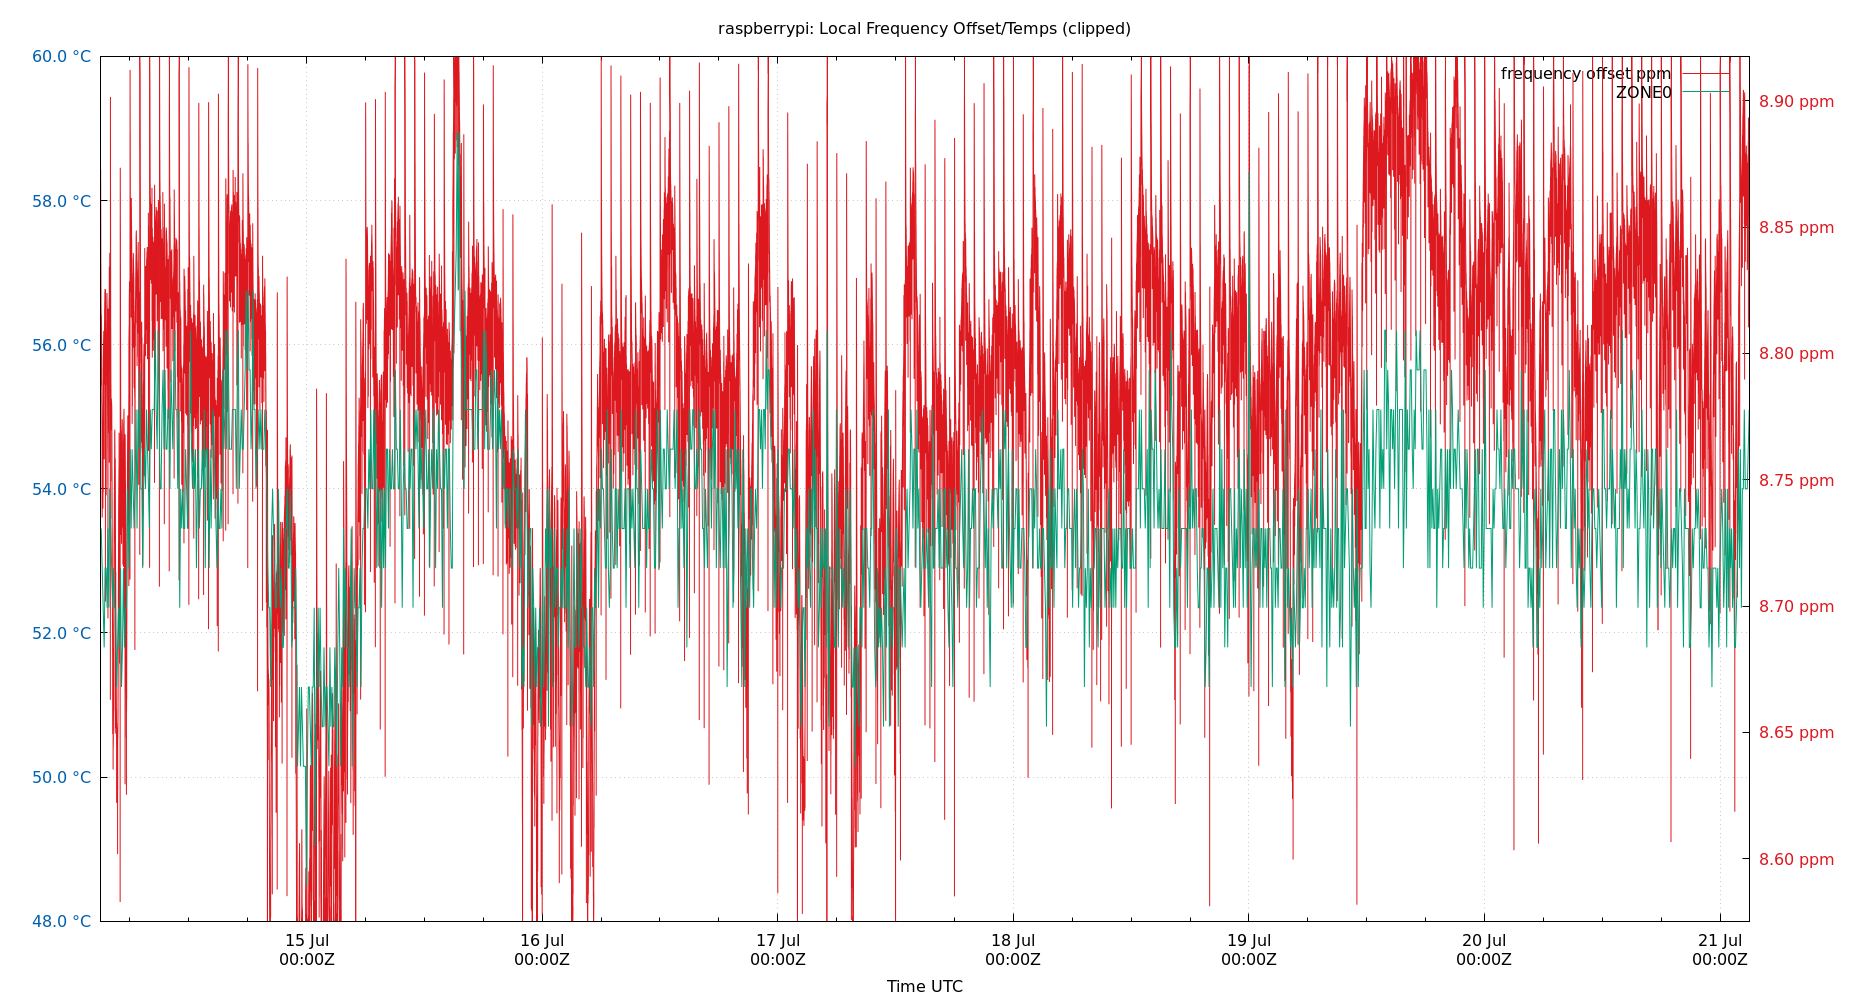 raspberrypi: Local Frequency Offset/Temps (clipped)
frequency offset ppm
ZONE0
60.0 °C
58.0 °C
56.0 °C
54.0 °C
52.0 °C
50.0 °C
48.0 °C
8.90 ppm
8.85 ppm
8.80 ppm
8.75 ppm
8.70 ppm
8.65 ppm
8.60 ppm
15 Jul 16 Jul 17 Jul 18 Jul 19 Jul 20 Jul 21 Jul
00:00Z 00:00Z 00:00Z 00:00Z 00:00Z 00:00Z 00:00Z
Time UTC